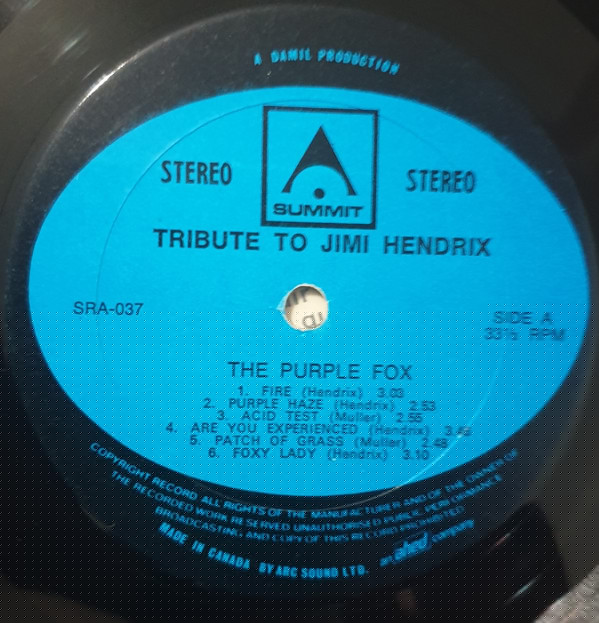 A DAMIL PRODUCTION
STEREO
STEREO
SUMMIT
TRIBUTE TO JIMI HENDRIX
SRA-037
SIDE A
33⅓ RPM
THE PURPLE FOX
1. FIRE (Hendrix) 3.03
2. PURPLE HAZE (Hendrix) 2.53
3. ACID TEST (Muller) 2.55
4. ARE YOU EXPERIENCED (Hendrix)
5. PATCH OF GRASS (Muller) 2.48
6. FOXY LADY (Hendrix) 3.10
COPYRIGHT RECORD ALL RIGHTS OF THE MANUFACTURER AND OF THE OWNER OF
THE RECORDED WORK RESERVED UNAUTHORISED PUBLIC PERFORMANCE
BROADCASTING AND COPY OF THIS RECORD PROHIBITED
MADE IN CANADA BY ARC SOUND LTD. an ahed company